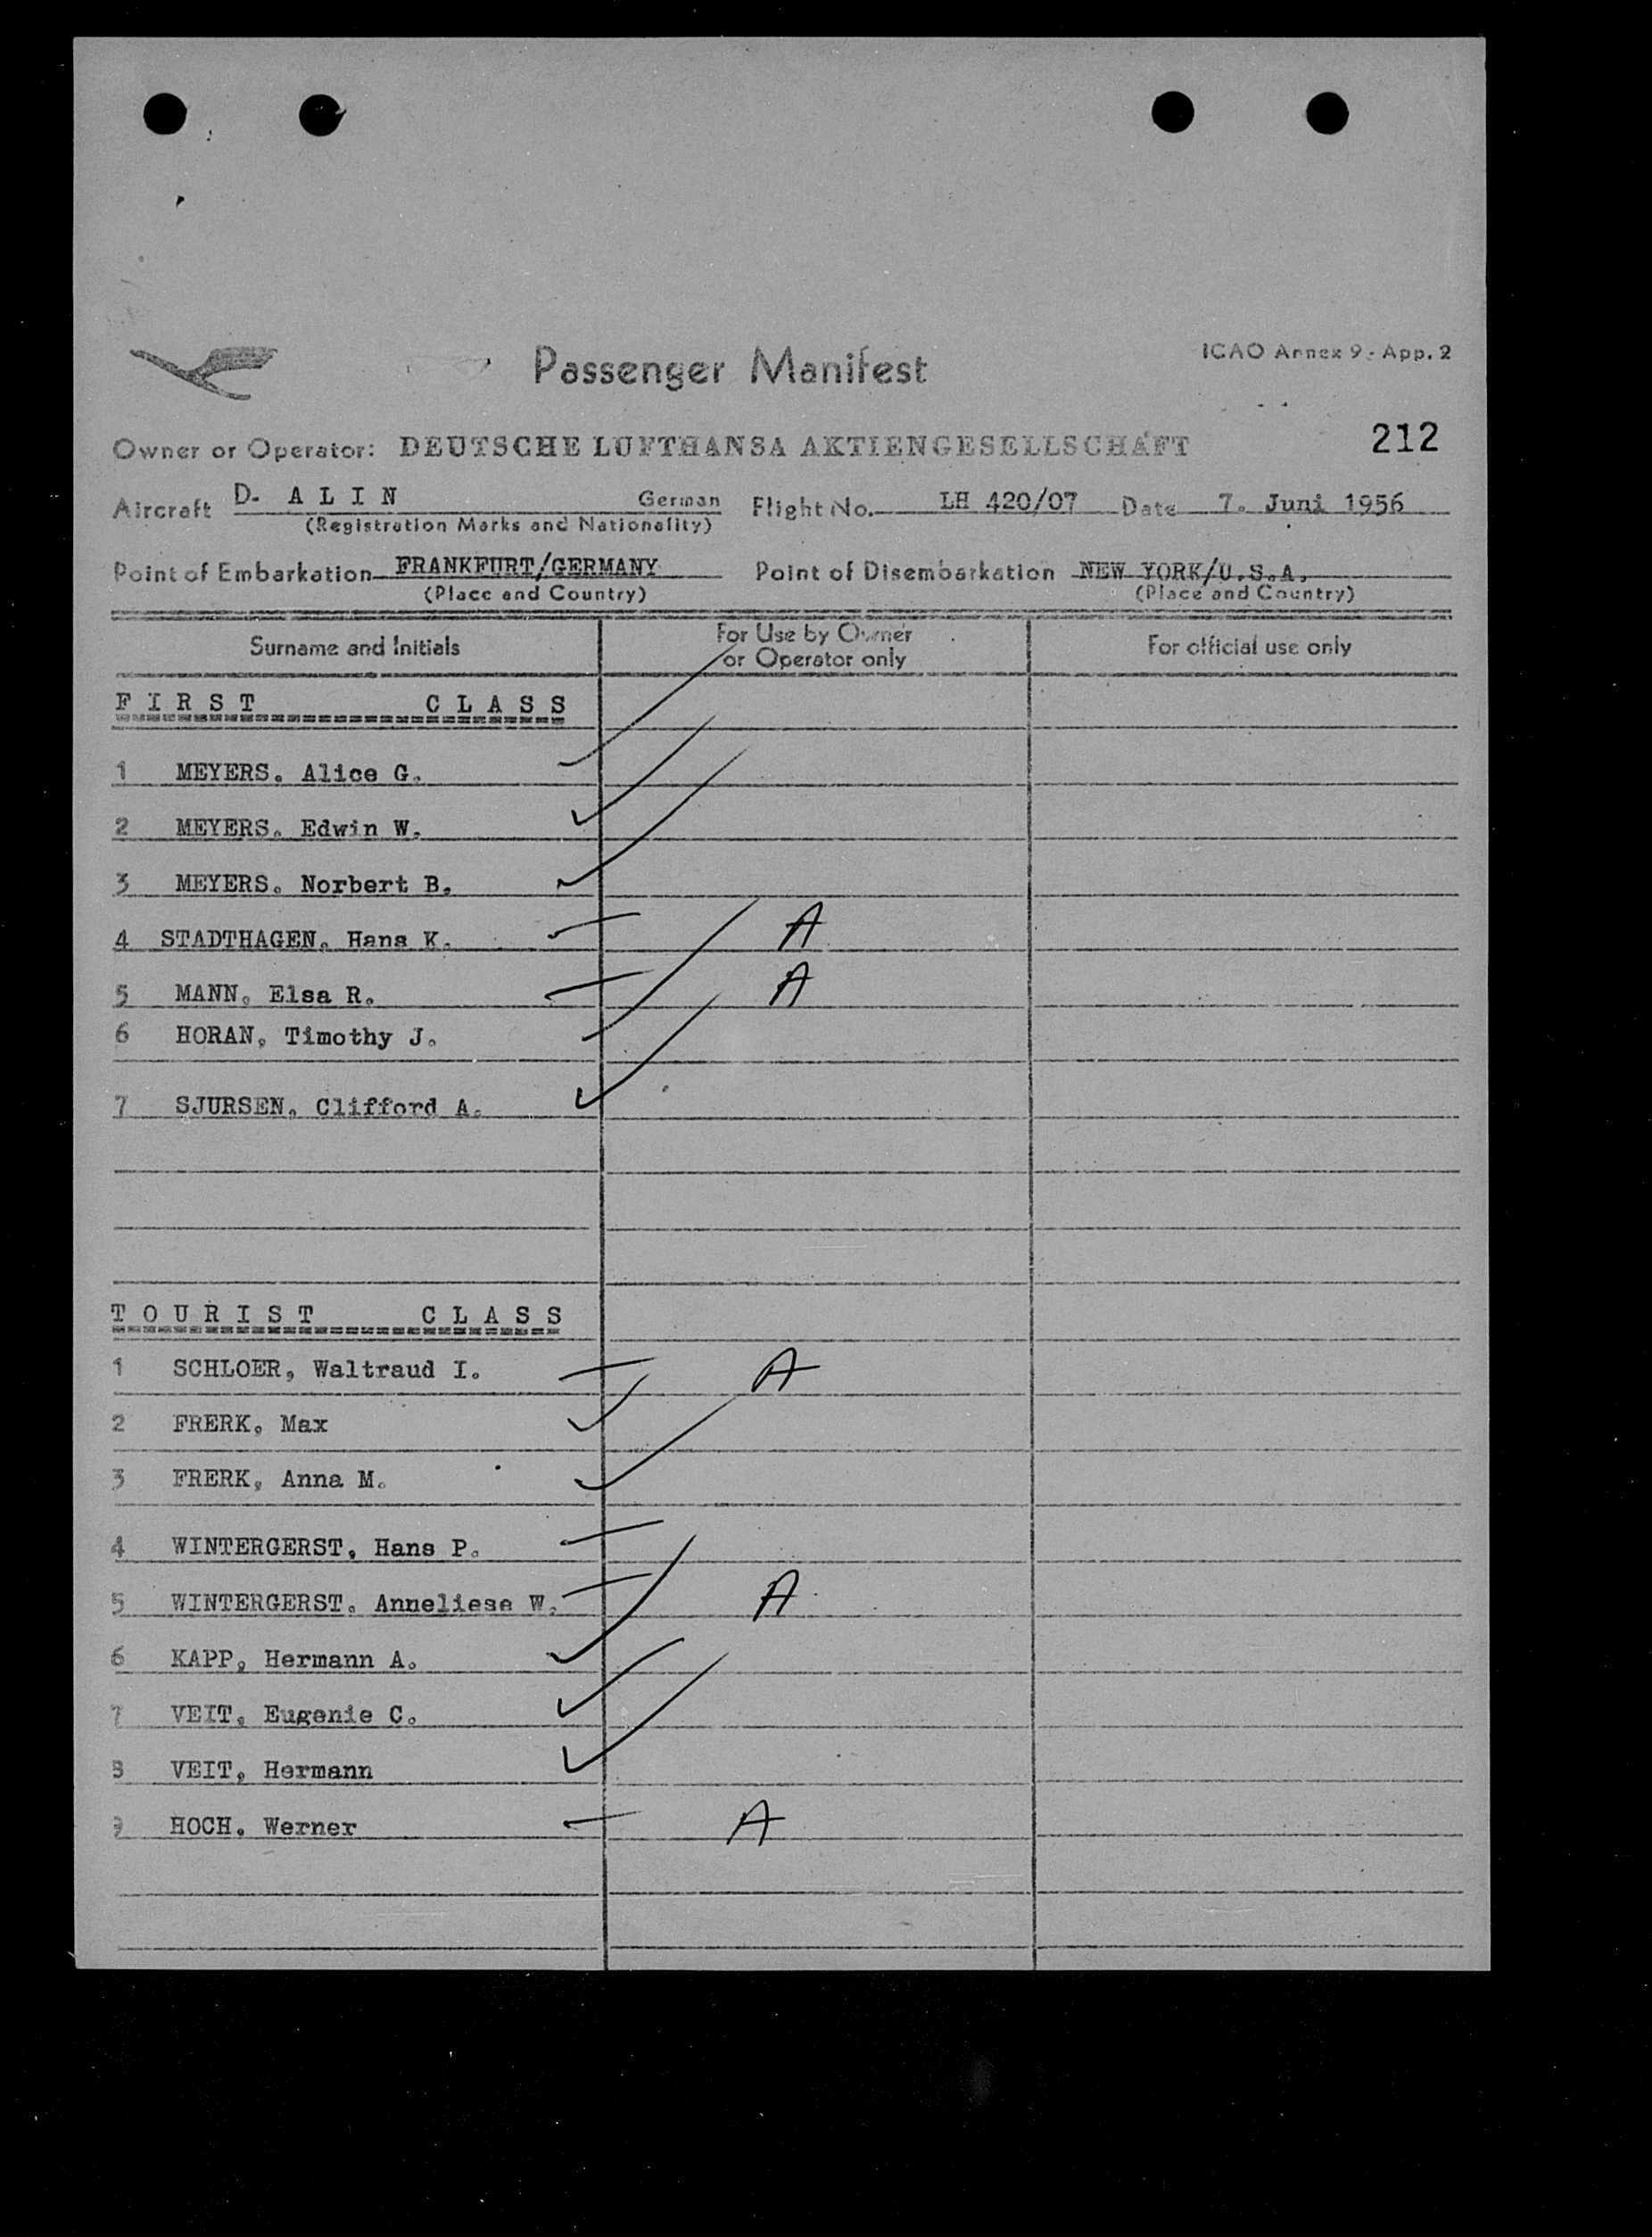 Passenger Manifest
ICAO Annex 9 - App. 2
212
Owner or Operator: DEUTSCHE LUFTHANSA AKTIENGESELLSCHAFT
Aircraft D- A L I N German Flight No. LH 420/07 Date 7. Juni 1956
(Registration Marks and Nationality)
Point of Embarkation FRANKFURT/GERMANY Point of Disembarkation NEW YORK/U.S.A.
(Place and Country) (Place and Country)
Surname and Initials For Use by Owner or Operator only For official use only
F I R S T C L A S S
1 MEYERS. Alice G.
2 MEYERS. Edwin W.
3 MEYERS. Norbert B.
4 STADTHAGEN. Hans K. A
5 MANN. Elsa R. A
6 HORAN, Timothy J.
7 SJURSEN. Clifford A.
T O U R I S T C L A S S
1 SCHLOER, Waltraud I. A
2 FRERK, Max
3 FRERK, Anna M.
4 WINTERGERST, Hans P.
5 WINTERGERST. Anneliese W. A
6 KAPP, Hermann A.
7 VEIT, Eugenie C.
8 VEIT, Hermann
9 HOCH. Werner A